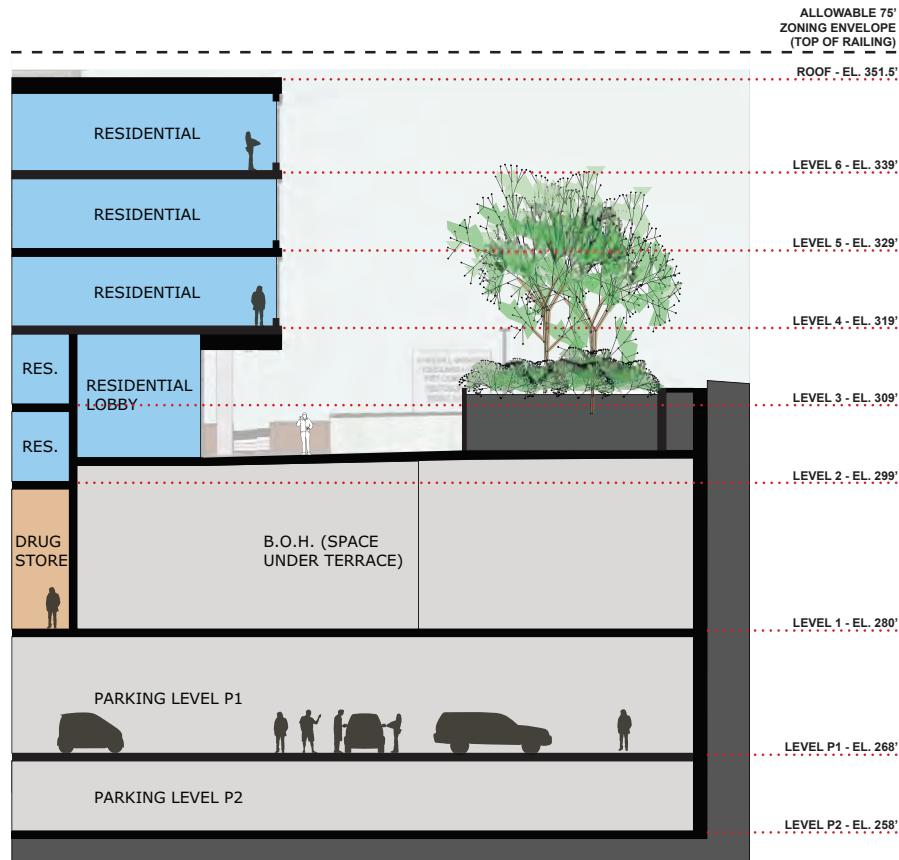 ALLOWABLE 75'
ZONING ENVELOPE
(TOP OF RAILING)
ROOF - EL. 351.5'
RESIDENTIAL
LEVEL 6 - EL. 339'
RESIDENTIAL
LEVEL 5 - EL. 329'
RESIDENTIAL
LEVEL 4 - EL. 319'
RES.
RESIDENTIAL
LOBBY
LEVEL 3 - EL. 309'
RES.
LEVEL 2 - EL. 299'
DRUG
STORE
B.O.H. (SPACE
UNDER TERRACE)
LEVEL 1 - EL. 280'
PARKING LEVEL P1
LEVEL P1 - EL. 268'
PARKING LEVEL P2
LEVEL P2 - EL. 258'